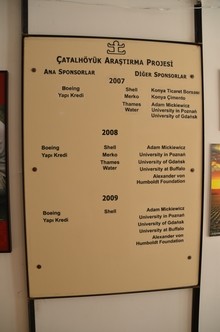 ÇATALHÖYÜK ARAŞTIRMA PROJESİ
ANA SPONSORLAR DİĞER SPONSORLAR
2007
Boeing Shell Konya Ticaret Borsası
Yapı Kredi Merko Konya Çimento
Thames Water Adam Mickiewicz
University in Poznań
University of Gdańsk
2008
Boeing Shell Adam Mickiewicz
Yapı Kredi Merko University in Poznań
Thames University of Gdańsk
Water University at Buffalo
Alexander von
Humboldt Foundation
2009
Boeing Shell Adam Mickiewicz
Yapı Kredi University in Poznań
University of Gdańsk
University at Buffalo
Alexander von
Humboldt Foundation